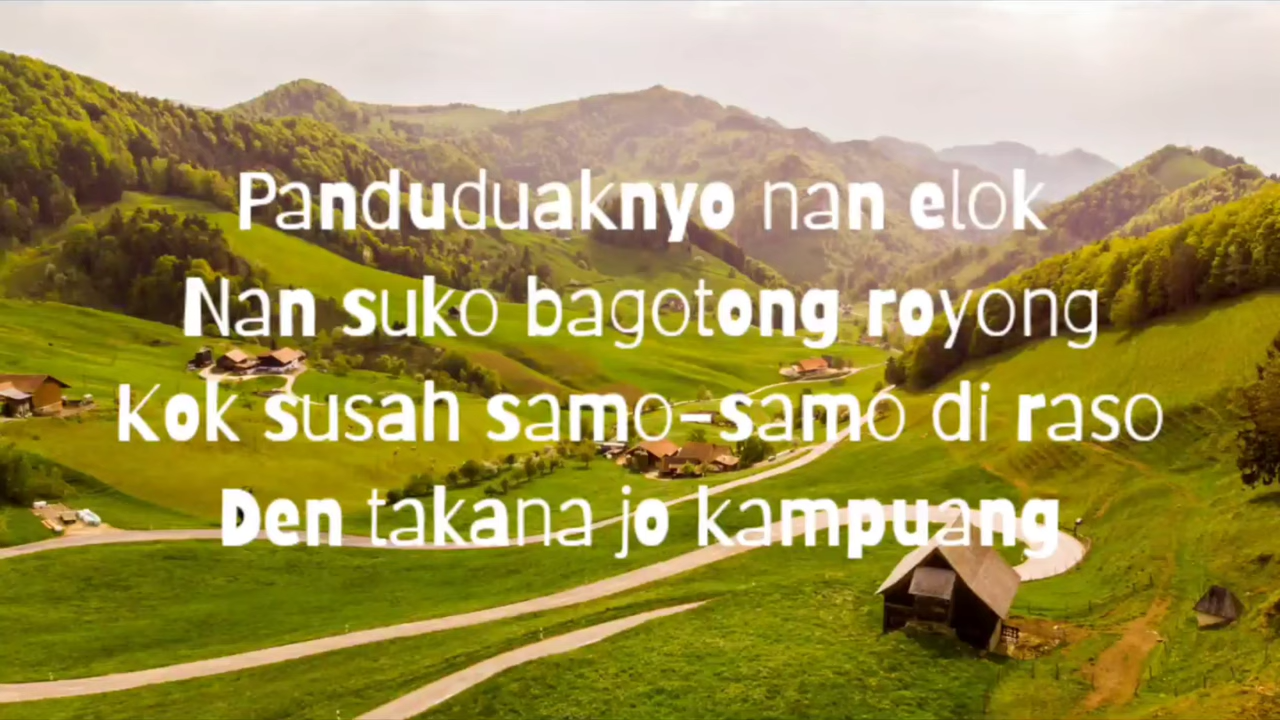 Panduduaknyo nan elok
Nan suko bagotong royong
Kok susah samo-samo di raso
Den takana jo kampuang